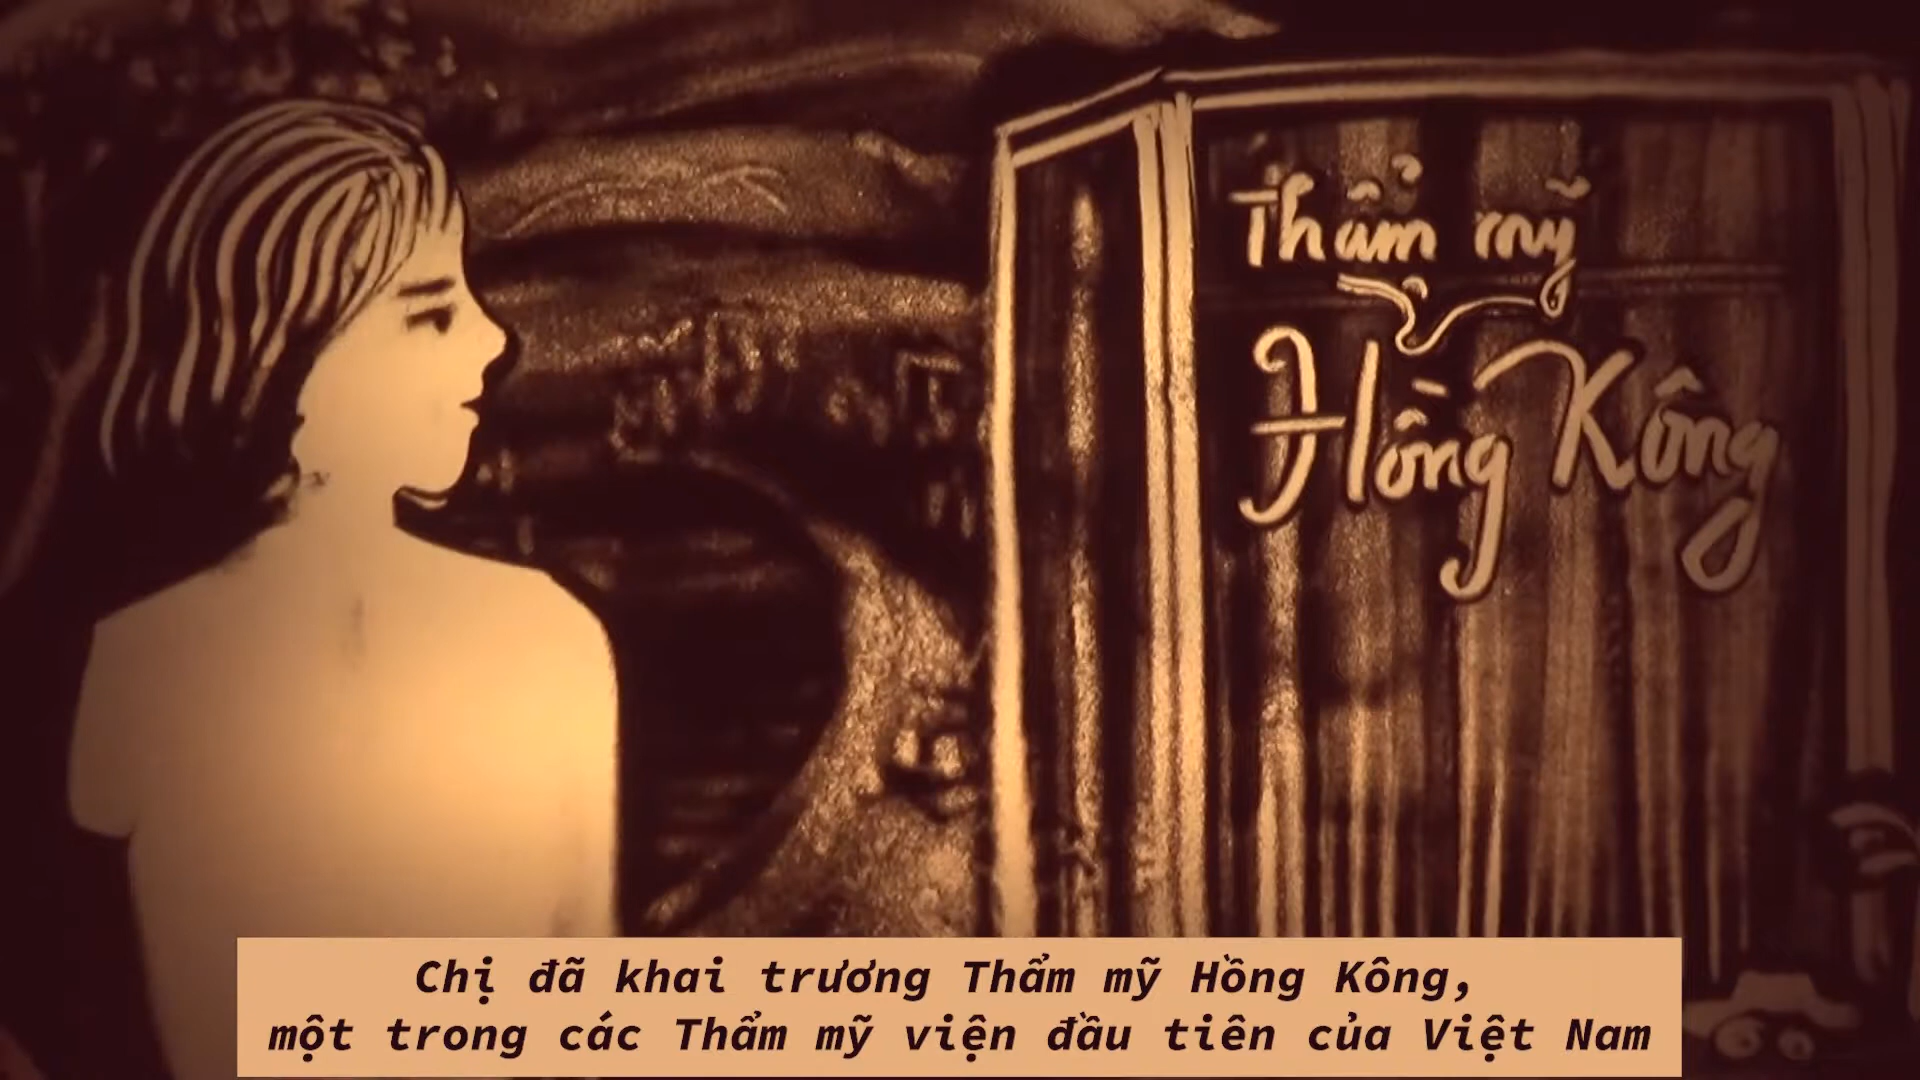 Thẩm mỹ
Hồng Kông
Chị đã khai trương Thẩm mỹ Hồng Kông,
một trong các Thẩm mỹ viện đầu tiên của Việt Nam